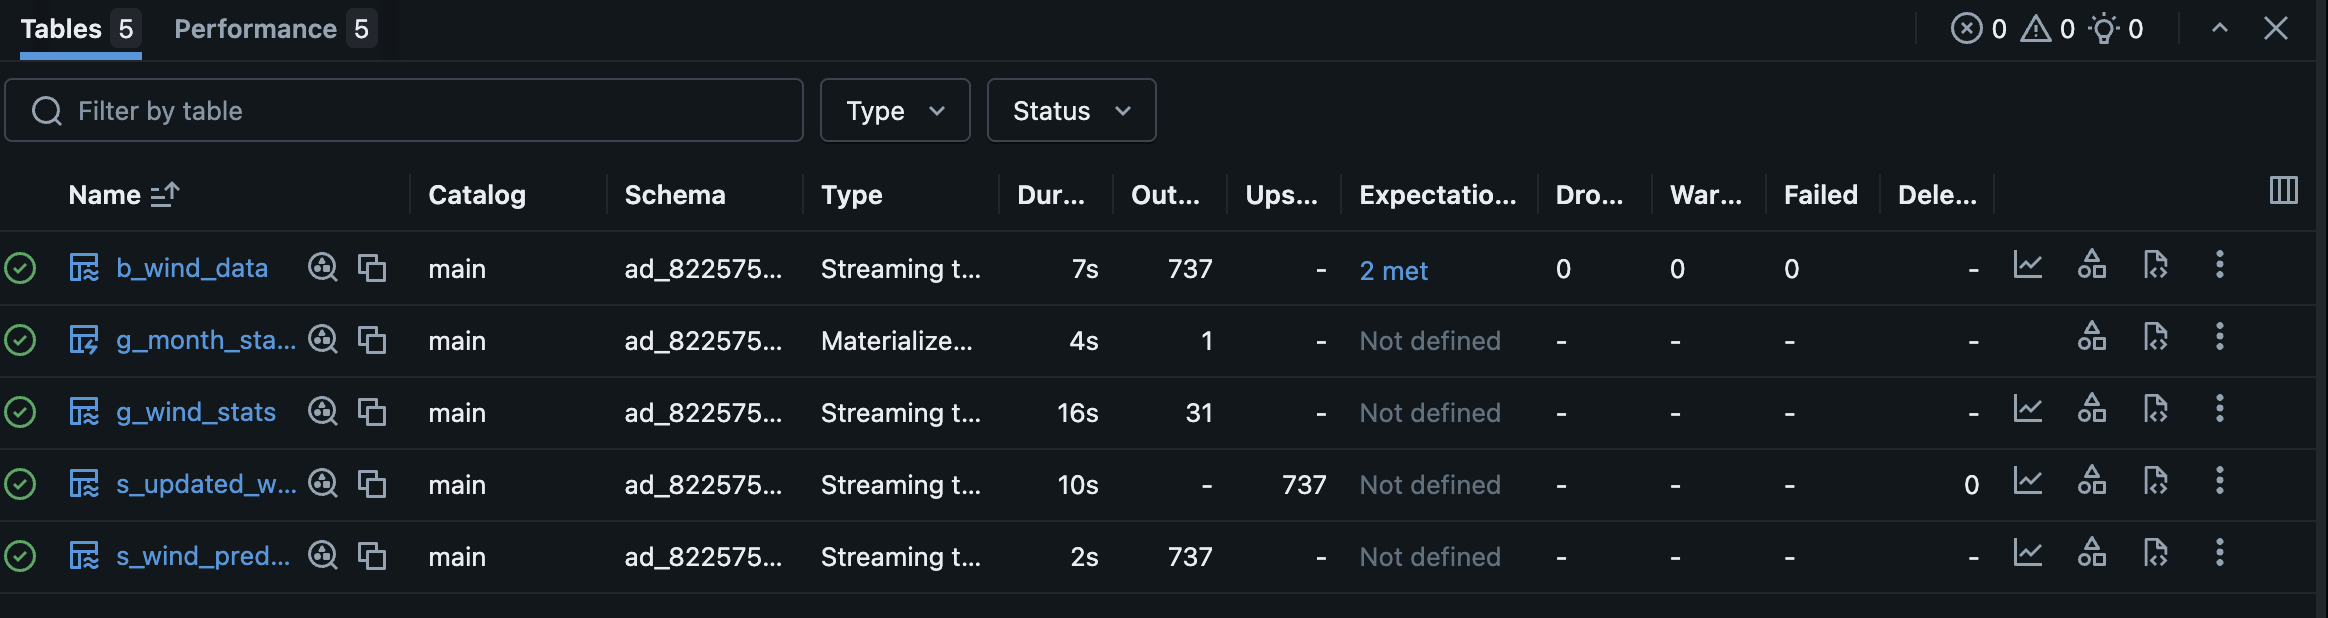 Tables 5 Performance 5 0 0 0
Filter by table Type Status
Name Catalog Schema Type Dur... Out... Ups... Expectatio... Dro... War... Failed Dele...
b_wind_data main ad_822575... Streaming t... 7s 737 - 2 met 0 0 0 -
g_month_sta... main ad_822575... Materialize... 4s 1 - Not defined - - - -
g_wind_stats main ad_822575... Streaming t... 16s 31 - Not defined - - - -
s_updated_w... main ad_822575... Streaming t... 10s - 737 Not defined - - - 0
s_wind_pred... main ad_822575... Streaming t... 2s 737 - Not defined - - - -